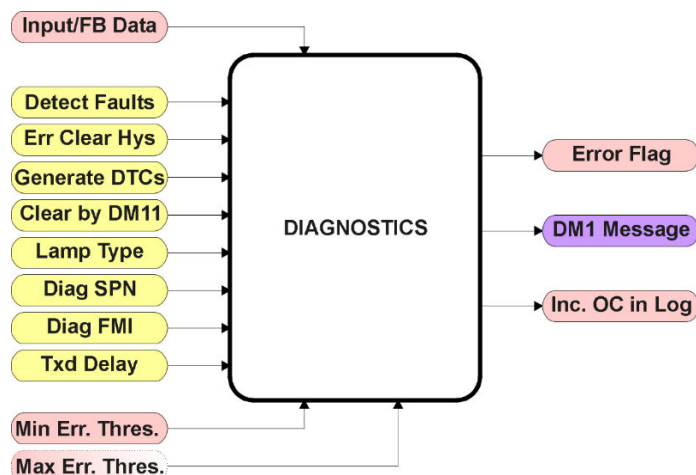 Input/FB Data
Detect Faults
Err Clear Hys
Generate DTCs
Clear by DM11
Lamp Type
Diag SPN
Diag FMI
Txd Delay
Min Err. Thres.
Max Err. Thres.
DIAGNOSTICS
Error Flag
DM1 Message
Inc. OC in Log